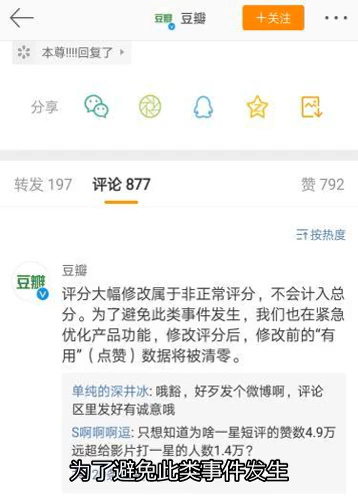 豆瓣 豆瓣
+关注
本尊!!!!回复了
分享
转发 197 评论 877 赞 792
按热度
豆瓣
豆瓣
评分大幅修改属于非正常评分，不会计入总
分。为了避免此类事件发生，我们也在紧急
优化产品功能，修改评分后，修改前的“有
用”（点赞）数据将被清零。
单纯的深井冰：哦豁，好歹发个微博啊，评论
区里发好有诚意哦
S啊啊啊逗：只想知道为啥一星短评的赞数4.9万
远超给影片打一星的人数1.4万？
为了避免此类事件发生